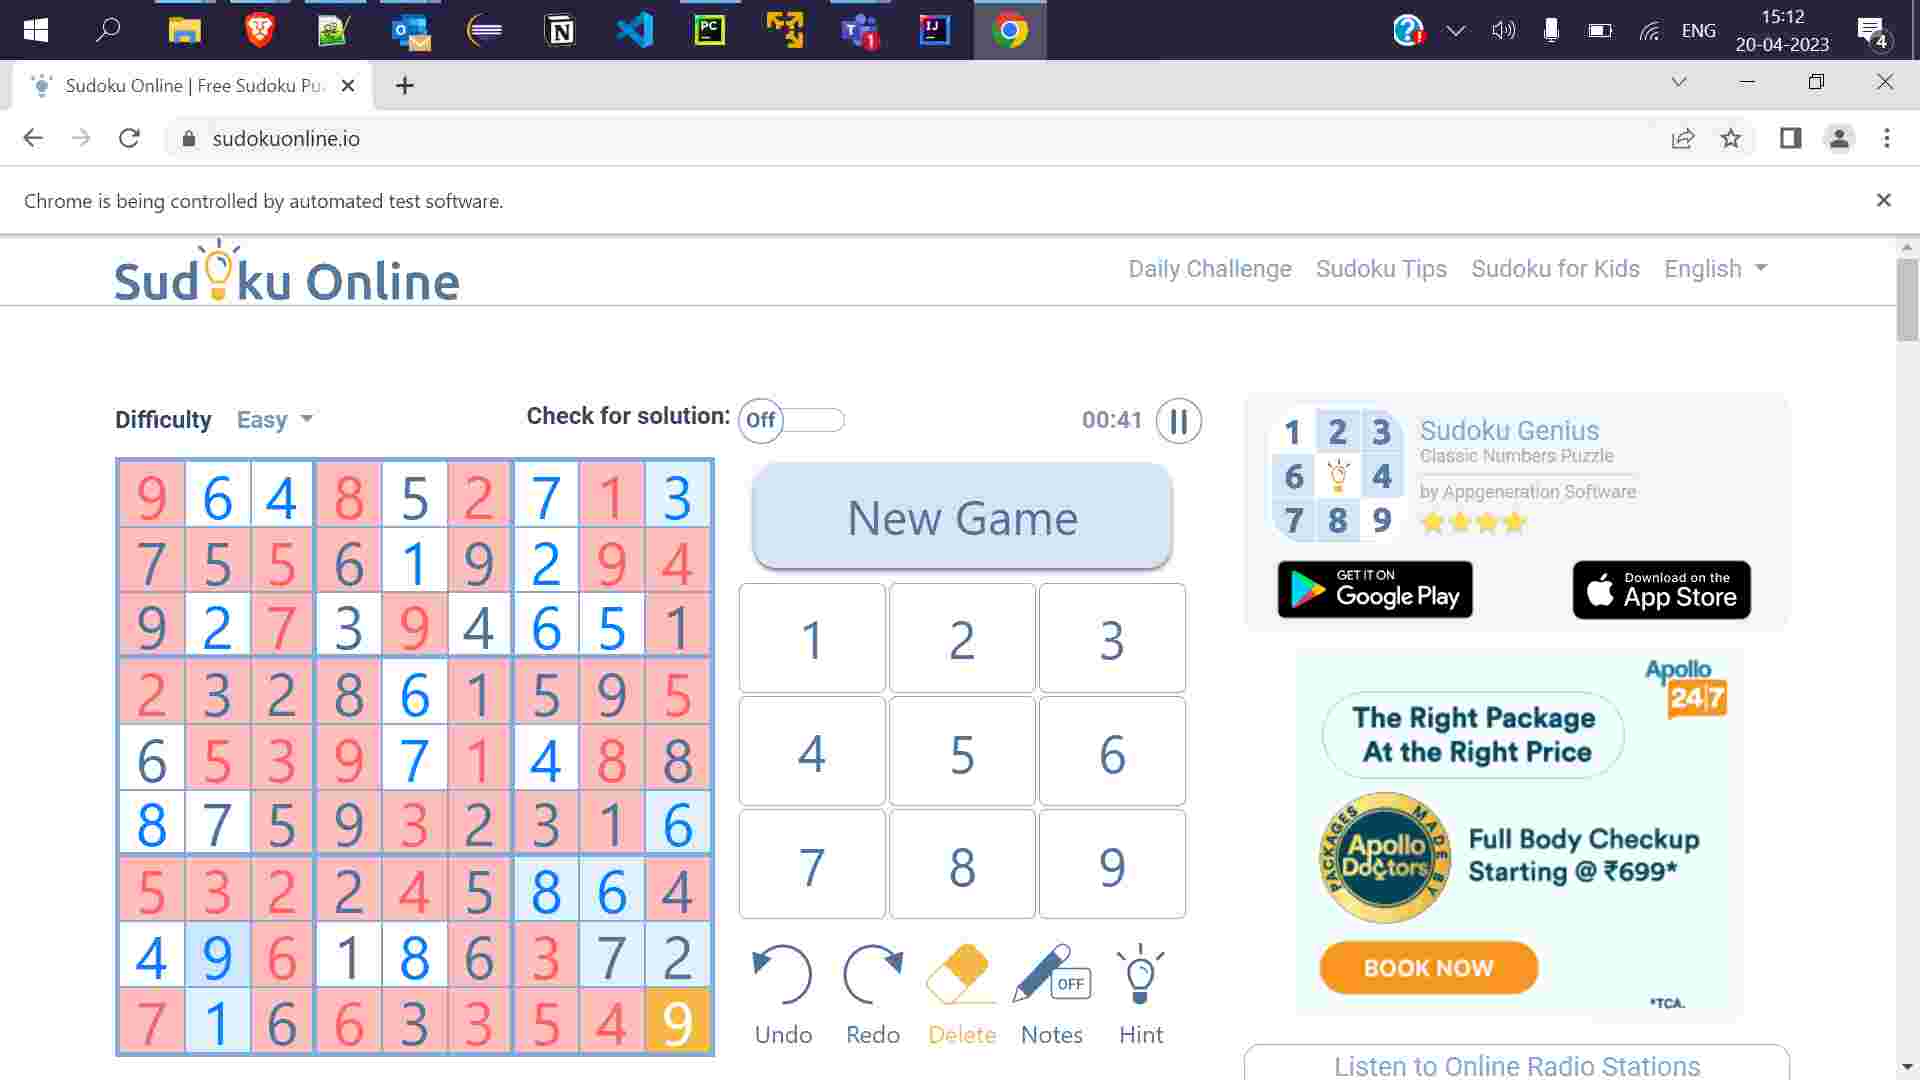 PC
T 1
IJ
?!
ENG
15:12
20-04-2023
4
Sudoku Online | Free Sudoku Pu
sudokuonline.io
Chrome is being controlled by automated test software.
Sudoku Online
Daily Challenge
Sudoku Tips
Sudoku for Kids
English
Difficulty
Easy
Check for solution:
Off
00:41
9 6 4 8 5 2 7 1 3
7 5 5 6 1 9 2 9 4
9 2 7 3 9 4 6 5 1
2 3 2 8 6 1 5 9 5
6 5 3 9 7 1 4 8 8
8 7 5 9 3 2 3 1 6
5 3 2 2 4 5 8 6 4
4 9 6 1 8 6 3 7 2
7 1 6 6 3 3 5 4 9
New Game
1 2 3
4 5 6
7 8 9
OFF
Undo
Redo
Delete
Notes
Hint
1 2 3
6 4
7 8 9
Sudoku Genius
Classic Numbers Puzzle
by Appgeneration Software
GET IT ON
Google Play
Download on the
App Store
Apollo
24|7
The Right Package
At the Right Price
PACKAGES MADE BY
Apollo
Doctors
Full Body Checkup
Starting @ ₹699*
BOOK NOW
*TCA.
Listen to Online Radio Stations